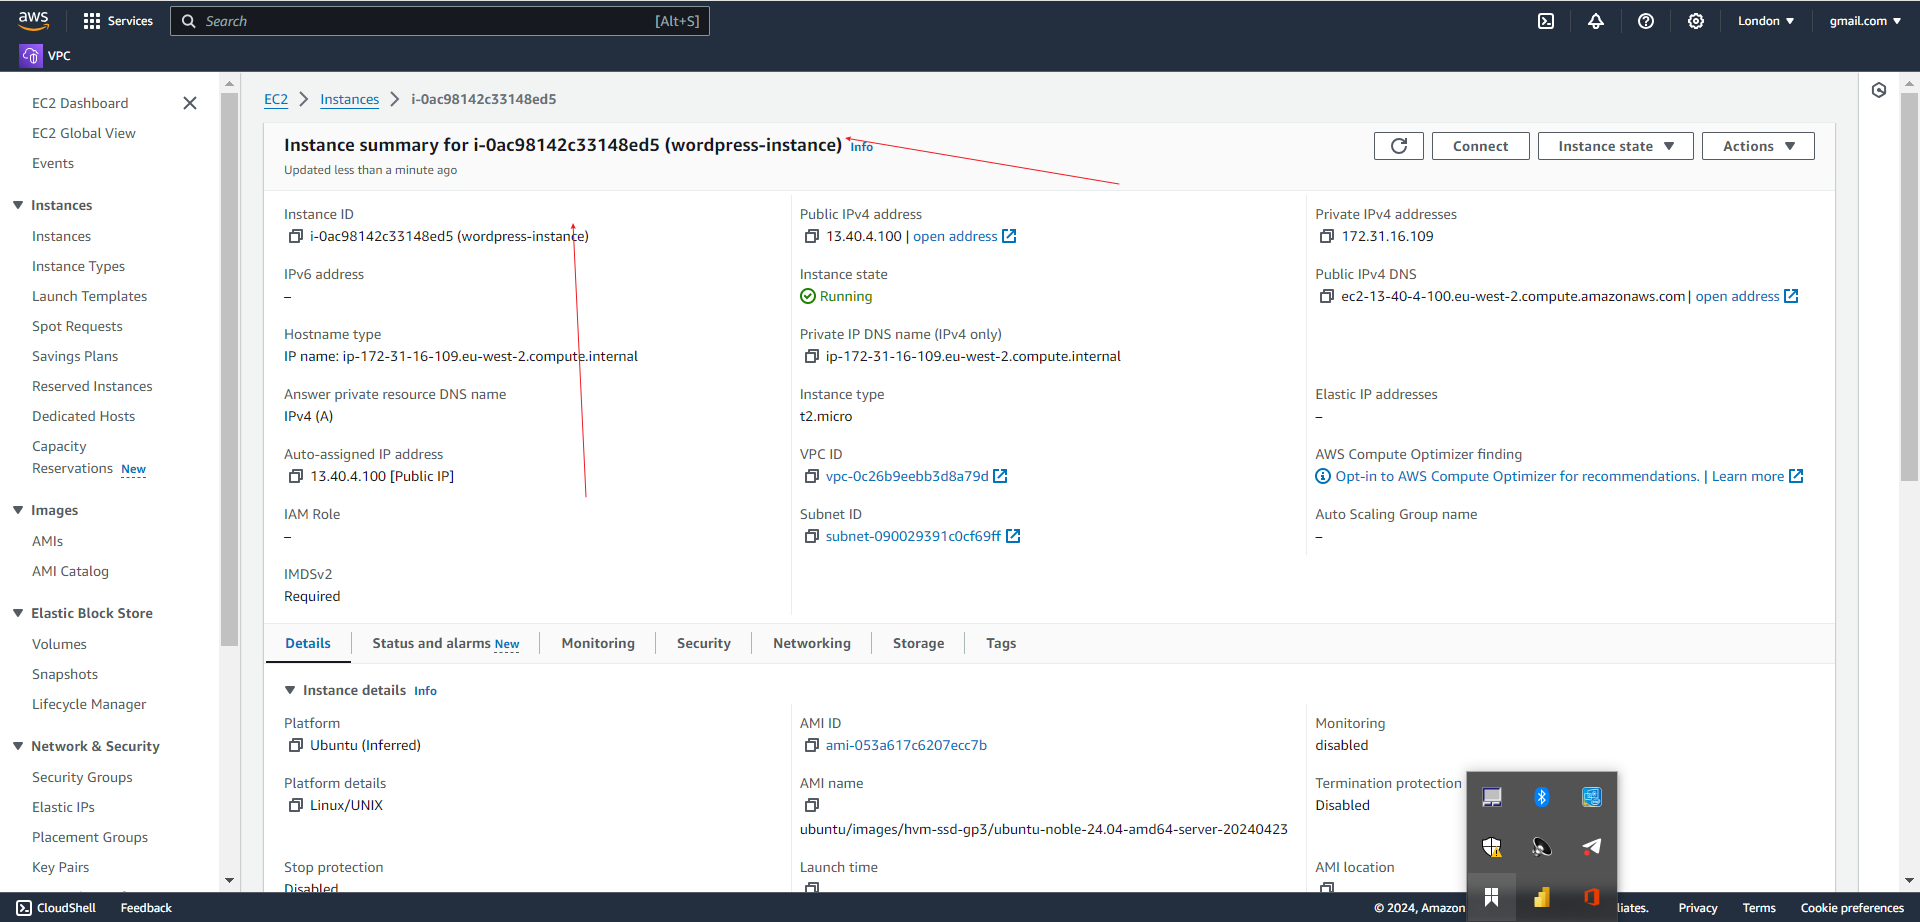 aws
Services
Search
[Alt+S]
London
gmail.com
VPC
EC2 Dashboard
EC2 Global View
Events
Instances
Instances
Instance Types
Launch Templates
Spot Requests
Savings Plans
Reserved Instances
Dedicated Hosts
Capacity
Reservations New
Images
AMIs
AMI Catalog
Elastic Block Store
Volumes
Snapshots
Lifecycle Manager
Network & Security
Security Groups
Elastic IPs
Placement Groups
Key Pairs
EC2 Instances i-0ac98142c33148ed5
Instance summary for i-0ac98142c33148ed5 (wordpress-instance) Info
Updated less than a minute ago
Connect
Instance state
Actions
Instance ID
i-0ac98142c33148ed5 (wordpress-instance)
Public IPv4 address
13.40.4.100 | open address
Private IPv4 addresses
172.31.16.109
IPv6 address
–
Instance state
Running
Public IPv4 DNS
ec2-13-40-4-100.eu-west-2.compute.amazonaws.com | open address
Hostname type
IP name: ip-172-31-16-109.eu-west-2.compute.internal
Private IP DNS name (IPv4 only)
ip-172-31-16-109.eu-west-2.compute.internal
Answer private resource DNS name
IPv4 (A)
Instance type
t2.micro
Elastic IP addresses
–
Auto-assigned IP address
13.40.4.100 [Public IP]
VPC ID
vpc-0c26b9eebb3d8a79d
AWS Compute Optimizer finding
Opt-in to AWS Compute Optimizer for recommendations. | Learn more
IAM Role
–
Subnet ID
subnet-090029391c0cf69ff
Auto Scaling Group name
–
IMDSv2
Required
Details
Status and alarms New
Monitoring
Security
Networking
Storage
Tags
Instance details Info
Platform
Ubuntu (Inferred)
AMI ID
ami-053a617c6207ecc7b
Monitoring
disabled
Platform details
Linux/UNIX
AMI name
ubuntu/images/hvm-ssd-gp3/ubuntu-noble-24.04-amd64-server-20240423
Termination protection
Disabled
Stop protection
Disabled
Launch time
AMI location
CloudShell
Feedback
© 2024, Amazon
liates.
Privacy
Terms
Cookie preferences